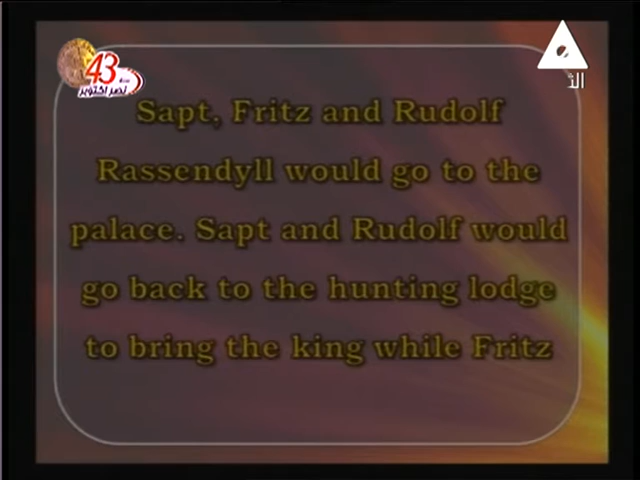 43 سنة
نصر أكتوبر
Sapt, Fritz and Rudolf
Rassendyll would go to the
palace. Sapt and Rudolf would
go back to the hunting lodge
to bring the king while Fritz